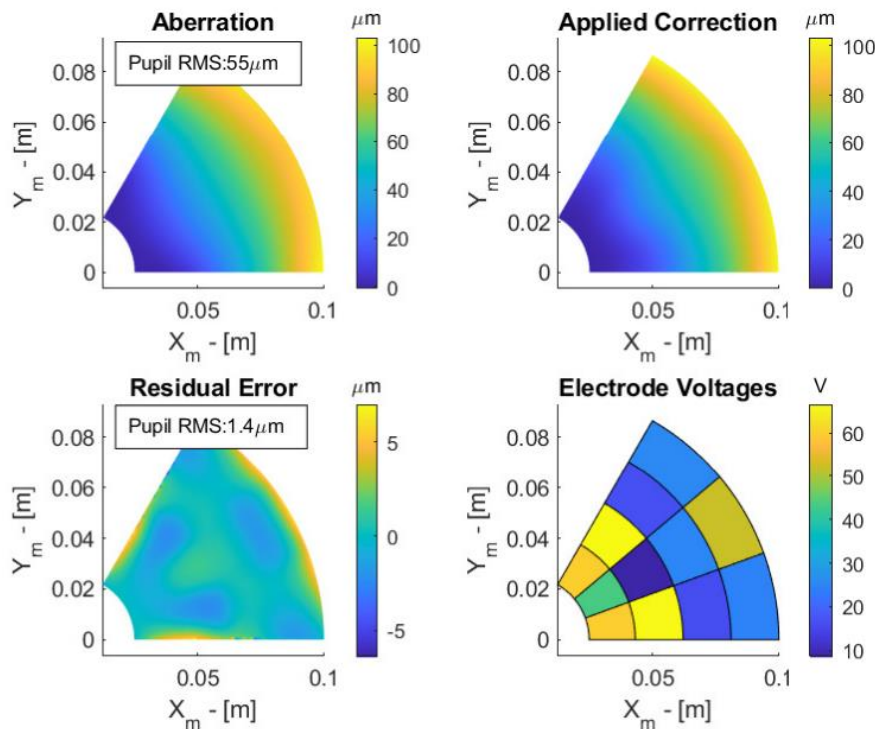 Aberration
μm
Pupil RMS:55μm
100
80
60
40
20
0
0.08
0.06
0.04
0.02
0
Y_m - [m]
0.05
0.1
X_m - [m]
Applied Correction
μm
100
80
60
40
20
0
0.08
0.06
0.04
0.02
0
Y_m - [m]
0.05
0.1
X_m - [m]
Residual Error
μm
Pupil RMS:1.4μm
5
0
-5
0.08
0.06
0.04
0.02
0
Y_m - [m]
0.05
0.1
X_m - [m]
Electrode Voltages
V
60
50
40
30
20
10
0.08
0.06
0.04
0.02
0
Y_m - [m]
0.05
0.1
X_m - [m]